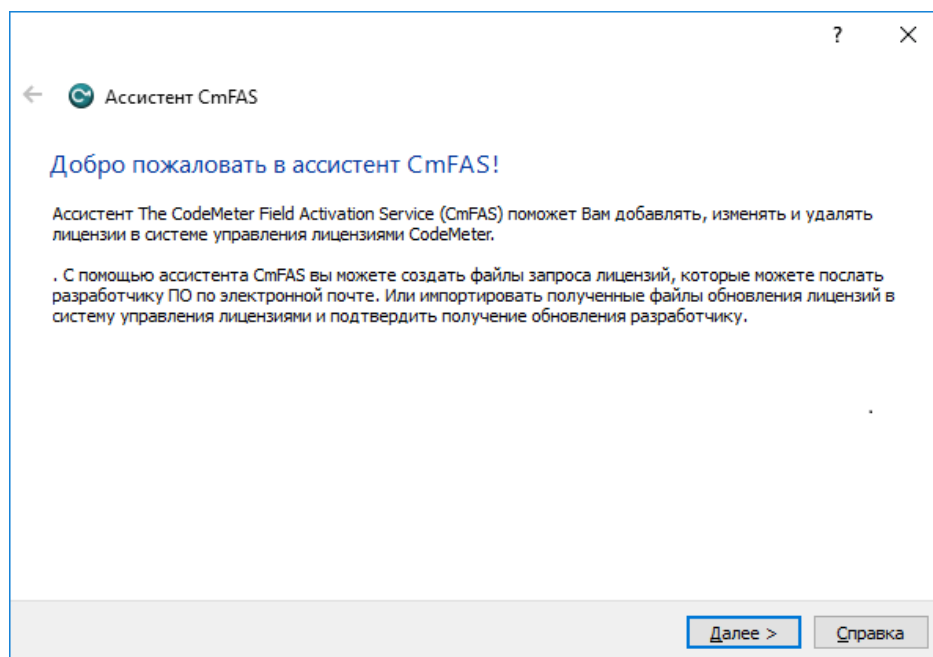 ?
Ассистент CmFAS
Добро пожаловать в ассистент CmFAS!
Ассистент The CodeMeter Field Activation Service (CmFAS) поможет Вам добавлять, изменять и удалять
лицензии в системе управления лицензиями CodeMeter.
. С помощью ассистента CmFAS вы можете создать файлы запроса лицензий, которые можете послать
разработчику ПО по электронной почте. Или импортировать полученные файлы обновления лицензий в
систему управления лицензиями и подтвердить получение обновления разработчику.
.
Далее >
Справка